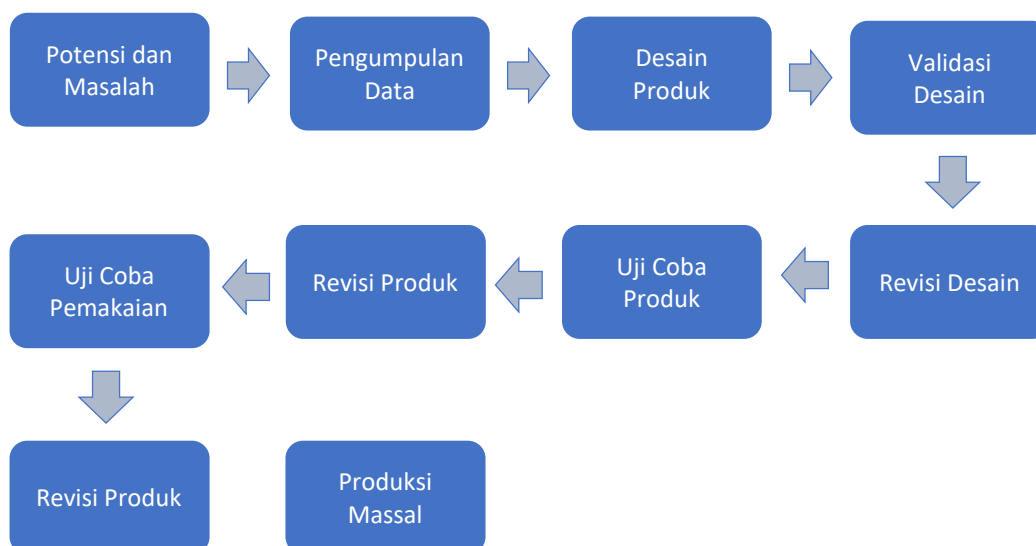 Potensi dan
Masalah
Pengumpulan
Data
Desain
Produk
Validasi
Desain
Revisi Desain
Uji Coba
Produk
Revisi Produk
Uji Coba
Pemakaian
Revisi Produk
Produksi
Massal